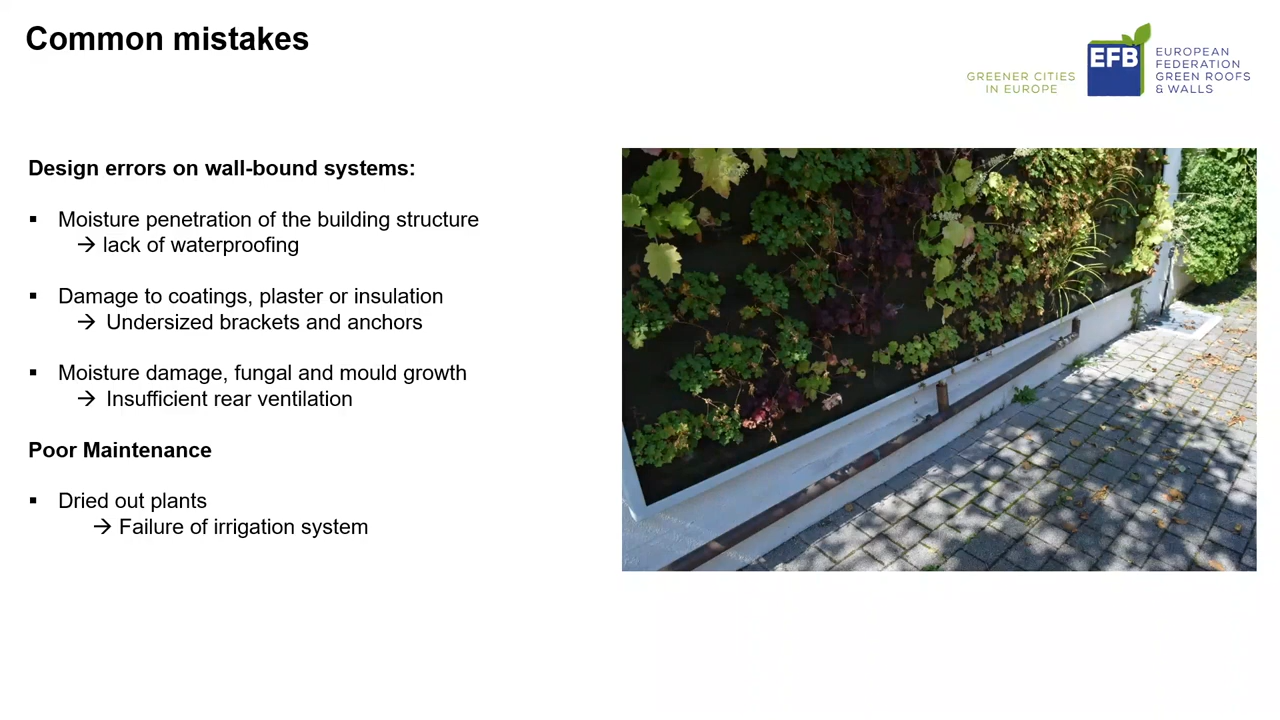 Common mistakes
GREENER CITIES
IN EUROPE
EFB
EUROPEAN
FEDERATION
GREEN ROOFS
& WALLS
Design errors on wall-bound systems:
▪ Moisture penetration of the building structure
→ lack of waterproofing
▪ Damage to coatings, plaster or insulation
→ Undersized brackets and anchors
▪ Moisture damage, fungal and mould growth
→ Insufficient rear ventilation
Poor Maintenance
▪ Dried out plants
→ Failure of irrigation system